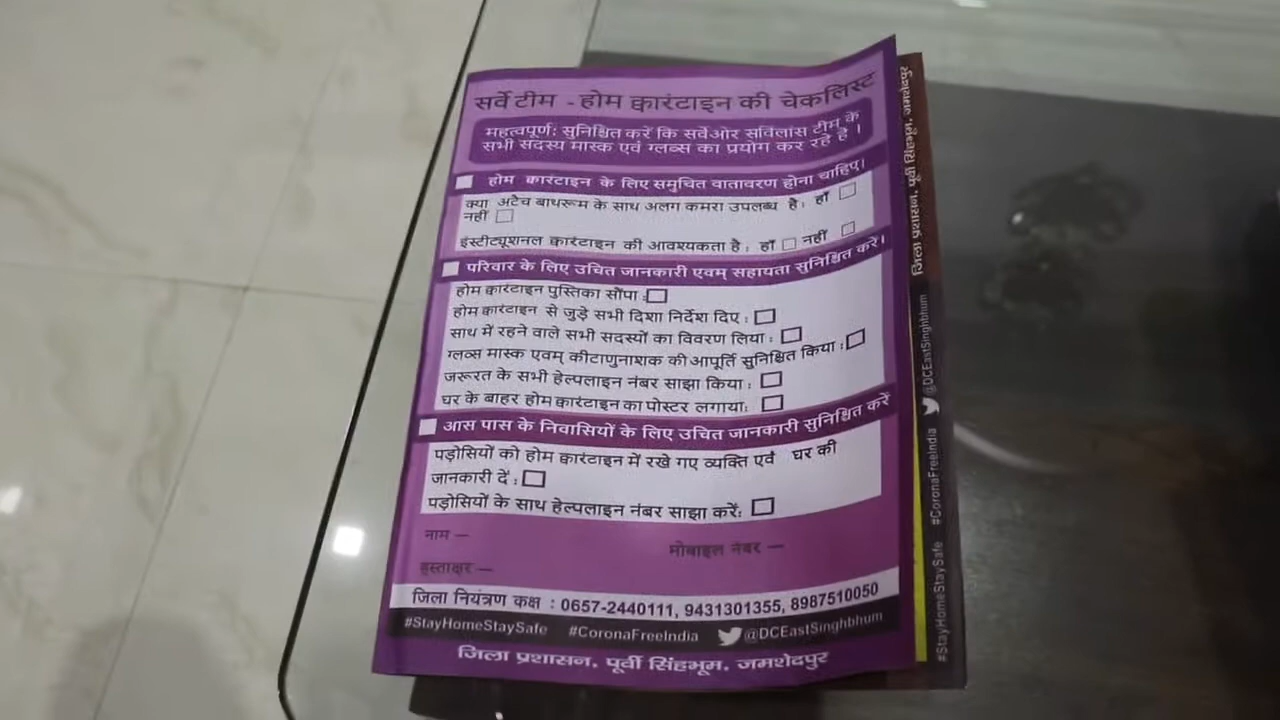 सर्वे टीम - होम क्वारंटाइन की चेकलिस्ट
महत्वपूर्ण: सुनिश्चित करें कि सर्वेओर सर्विलांस टीम के
सभी सदस्य मास्क एवं ग्लव्स का प्रयोग कर रहे है ।
होम क्वारंटाइन के लिए समुचित वातावरण होना चाहिए।
क्या अटैच बाथरूम के साथ अलग कमरा उपलब्ध है: हाँ
नहीं
इंस्टीट्यूशनल क्वारंटाइन की आवश्यकता है : हाँ नहीं
परिवार के लिए उचित जानकारी एवम् सहायता सुनिश्चित करें।
होम क्वारंटाइन पुस्तिका सौंपा :
होम क्वारंटाइन से जुड़े सभी दिशा निर्देश दिए :
साथ में रहने वाले सभी सदस्यों का विवरण लिया :
ग्लव्स मास्क एवम् कीटाणुनाशक की आपूर्ति सुनिश्चित किया :
जरूरत के सभी हेल्पलाइन नंबर साझा किया :
घर के बाहर होम क्वारंटाइन का पोस्टर लगाया:
आस पास के निवासियों के लिए उचित जानकारी सुनिश्चित करें
पड़ोसियों को होम क्वारंटाइन में रखे गए व्यक्ति एवं घर की
जानकारी दें :
पड़ोसियों के साथ हेल्पलाइन नंबर साझा करें:
नाम —
मोबाइल नंबर —
हस्ताक्षर —
जिला नियंत्रण कक्ष : 0657-2440111, 9431301355, 8987510050
#StayHomeStaySafe #CoronaFreeIndia @DCEastSinghbhum
जिला प्रशासन, पूर्वी सिंहभूम, जमशेदपुर
जिला प्रशासन, पूर्वी सिंहभूम, जमशेदपुर
#StayHomeStaySafe #CoronaFreeIndia @DCEastSinghbhum